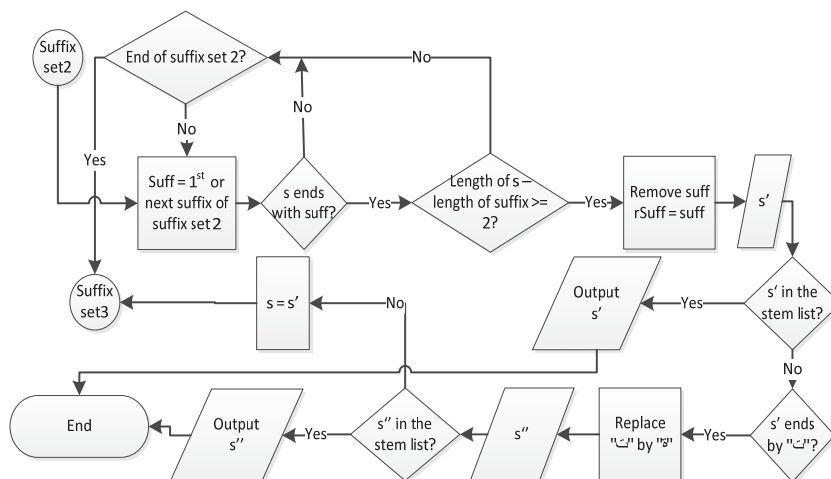 Suffix
set2
End of suffix set 2?
No
No
No
Yes
Suff = 1st or
next suffix of
suffix set 2
s ends
with suff?
Yes
Length of s –
length of suffix >=
2?
Yes
Remove suff
rSuff = suff
s'
Suffix
set3
s = s'
No
Output
s'
Yes
s' in the
stem list?
No
End
Output
s''
Yes
s'' in the
stem list?
s''
Replace
"ت" by "ة"
Yes
s' ends
by "ت"?